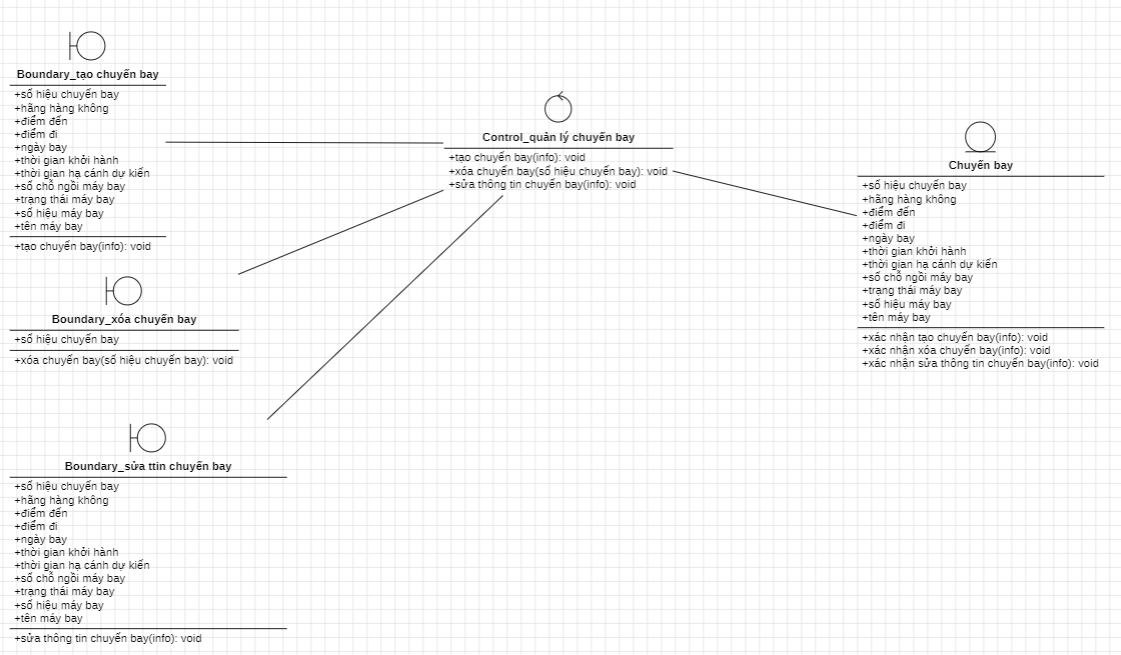 Boundary_tạo chuyến bay
+số hiệu chuyến bay
+hãng hàng không
+điểm đến
+điểm đi
+ngày bay
+thời gian khởi hành
+thời gian hạ cánh dự kiến
+số chỗ ngồi máy bay
+trạng thái máy bay
+số hiệu máy bay
+tên máy bay
+tạo chuyến bay(info): void
Boundary_xóa chuyến bay
+số hiệu chuyến bay
+xóa chuyến bay(số hiệu chuyến bay): void
Boundary_sửa ttin chuyến bay
+số hiệu chuyến bay
+hãng hàng không
+điểm đến
+điểm đi
+ngày bay
+thời gian khởi hành
+thời gian hạ cánh dự kiến
+số chỗ ngồi máy bay
+trạng thái máy bay
+số hiệu máy bay
+tên máy bay
+sửa thông tin chuyến bay(info): void
Control_quản lý chuyến bay
+tạo chuyến bay(info): void
+xóa chuyến bay(số hiệu chuyến bay): void
+sửa thông tin chuyến bay(info): void
Chuyến bay
+số hiệu chuyến bay
+hãng hàng không
+điểm đến
+điểm đi
+ngày bay
+thời gian khởi hành
+thời gian hạ cánh dự kiến
+số chỗ ngồi máy bay
+trạng thái máy bay
+số hiệu máy bay
+tên máy bay
+xác nhận tạo chuyến bay(info): void
+xác nhận xóa chuyến bay(info): void
+xác nhận sửa thông tin chuyến bay(info): void